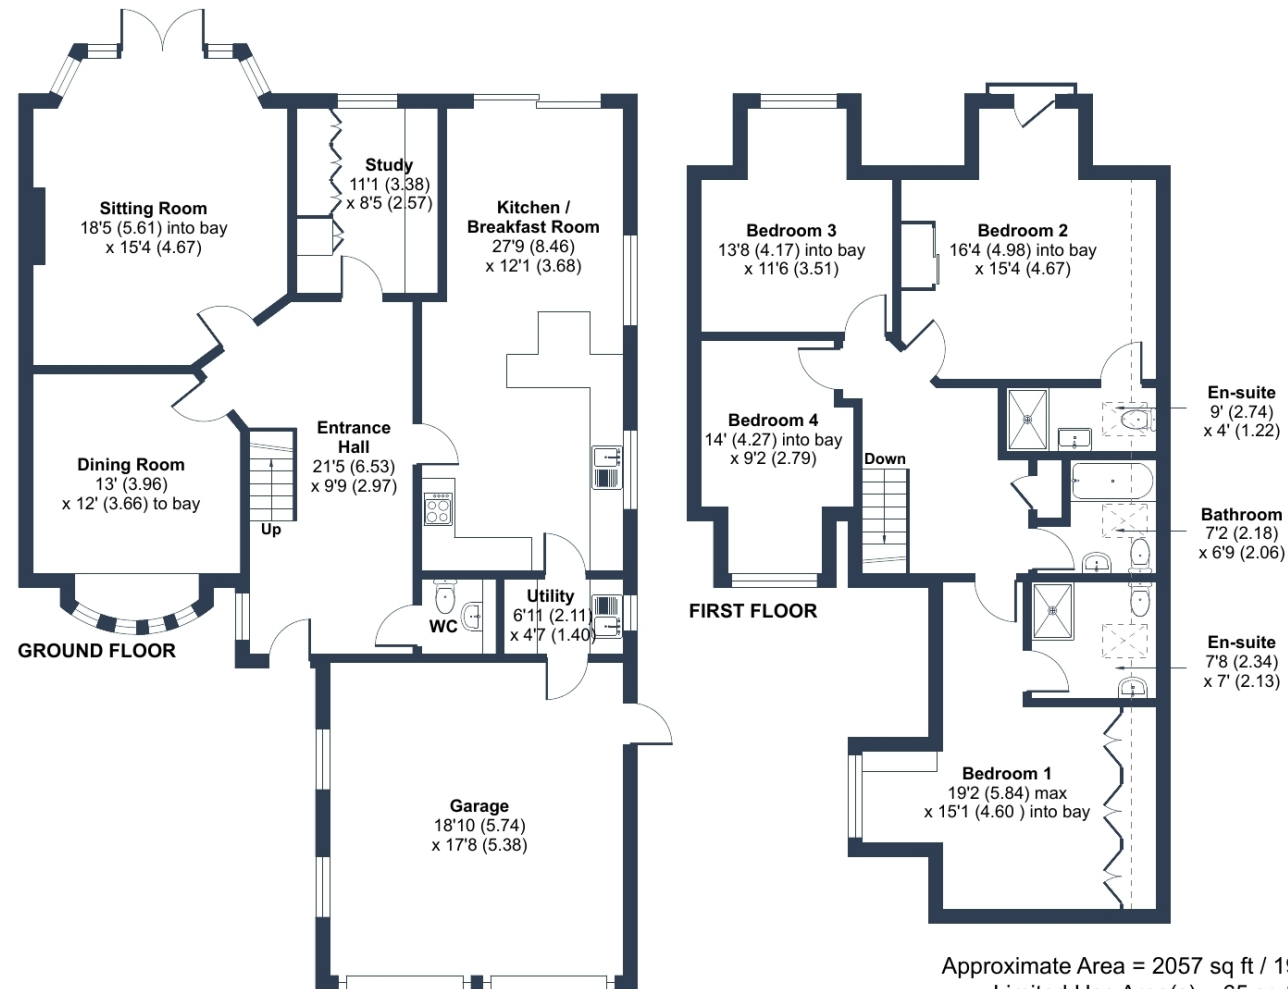 Sitting Room
18'5 (5.61) into bay
x 15'4 (4.67)
Study
11'1 (3.38)
x 8'5 (2.57)
Kitchen /
Breakfast Room
27'9 (8.46)
x 12'1 (3.68)
Dining Room
13' (3.96)
x 12' (3.66) to bay
Entrance
Hall
21'5 (6.53)
x 9'9 (2.97)
Up
WC
Utility
6'11 (2.11)
x 4'7 (1.40)
GROUND FLOOR
Garage
18'10 (5.74)
x 17'8 (5.38)
Bedroom 3
13'8 (4.17) into bay
x 11'6 (3.51)
Bedroom 2
16'4 (4.98) into bay
x 15'4 (4.67)
Bedroom 4
14' (4.27) into bay
x 9'2 (2.79)
Down
En-suite
9' (2.74)
x 4' (1.22)
Bathroom
7'2 (2.18)
x 6'9 (2.06)
En-suite
7'8 (2.34)
x 7' (2.13)
FIRST FLOOR
Bedroom 1
19'2 (5.84) max
x 15'1 (4.60 ) into bay
Approximate Area = 2057 sq ft / 19